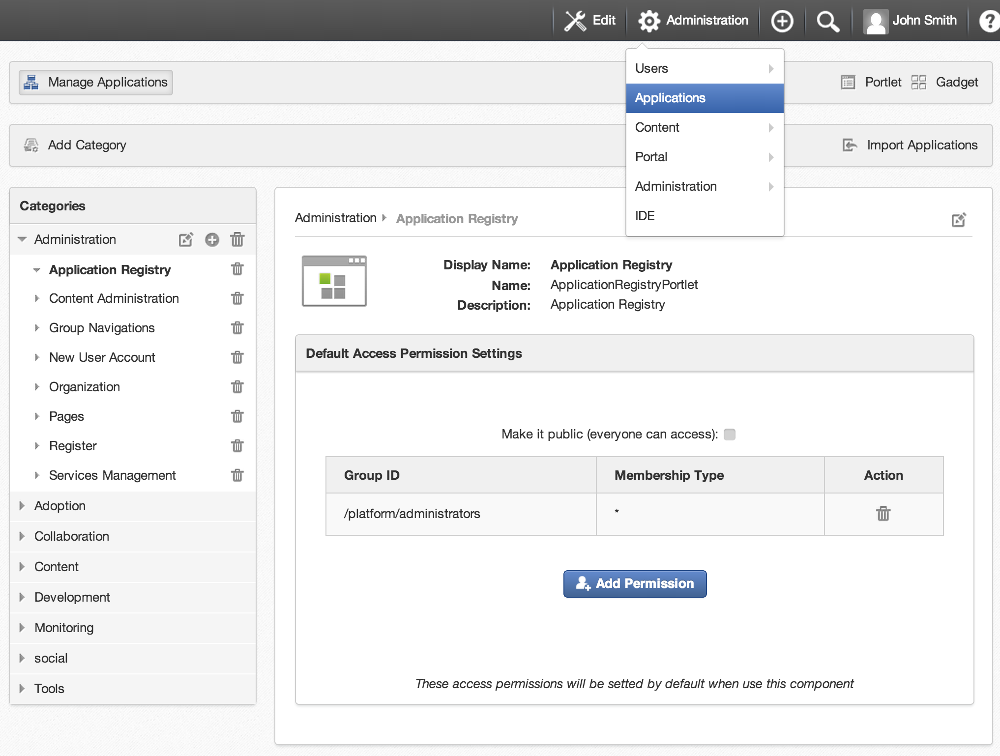 Edit
Administration
John Smith
?
Manage Applications
Users
Applications
Content
Portal
Administration
IDE
Portlet
Gadget
Add Category
Import Applications
Categories
Administration
Application Registry
Content Administration
Group Navigations
New User Account
Organization
Pages
Register
Services Management
Adoption
Collaboration
Content
Development
Monitoring
social
Tools
Administration
Application Registry
Display Name: Application Registry
Name: ApplicationRegistryPortlet
Description: Application Registry
Default Access Permission Settings
Make it public (everyone can access):
Group ID Membership Type Action
/platform/administrators *
Add Permission
These access permissions will be setted by default when use this component